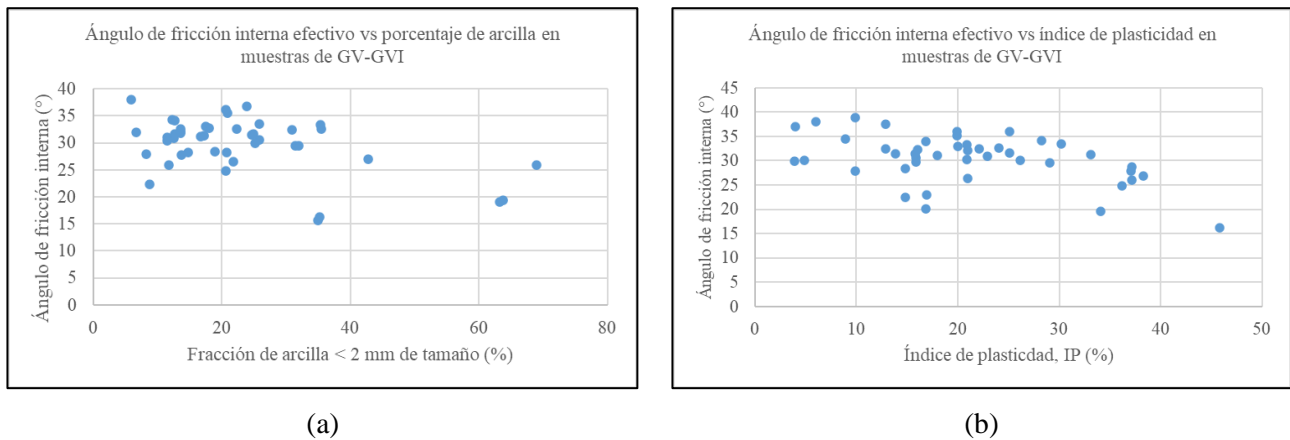 Ángulo de fricción interna efectivo vs porcentaje de arcilla en
muestras de GV-GVI
Ángulo de fricción interna (°)
40
35
30
25
20
15
10
5
0
0 20 40 60 80
Fracción de arcilla < 2 mm de tamaño (%)
(a)
Ángulo de fricción interna efectivo vs índice de plasticidad en
muestras de GV-GVI
Ángulo de fricción interna (°)
45
40
35
30
25
20
15
10
5
0
0 10 20 30 40 50
Índice de plasticdad, IP (%)
(b)